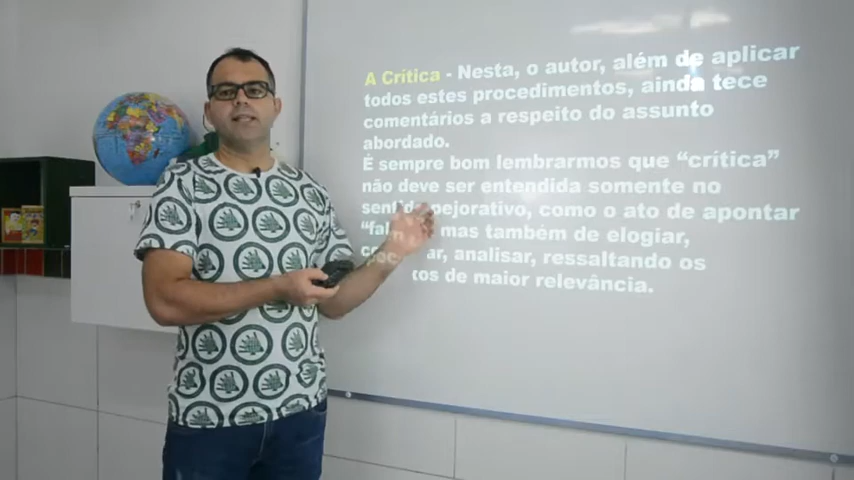 A Crítica - Nesta, o autor, além de aplicar
todos estes procedimentos, ainda tece
comentários, a respeito do assunto
abordado.
É sempre bom lembrarmos que “crítica”
não deve ser entendida somente no
pejorativo, como o ato de apontar
mas também de elogiar,
analisar, ressaltando os
de maior relevância.